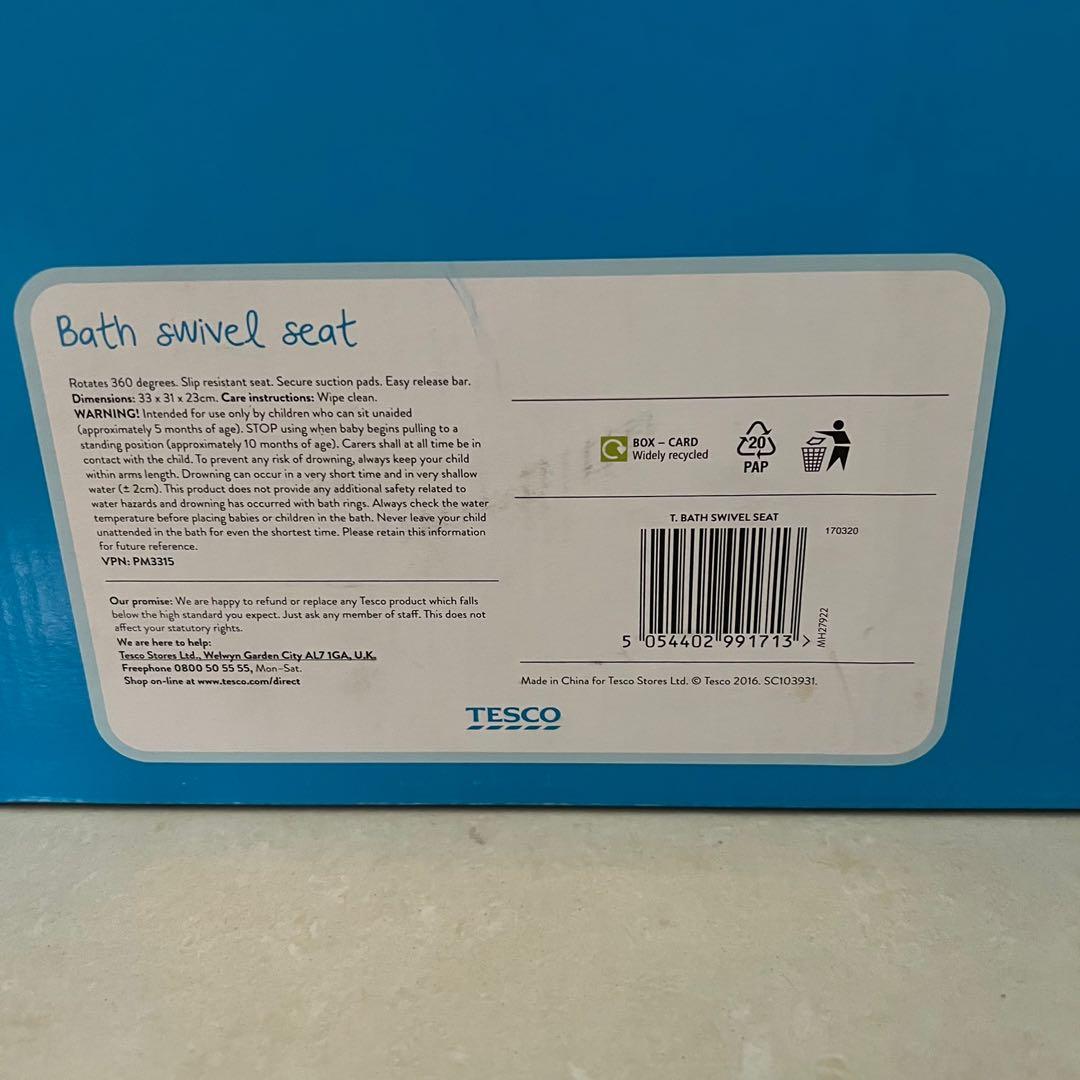 Bath swivel seat
Rotates 360 degrees. Slip resistant seat. Secure suction pads. Easy release bar.
Dimensions: 33 x 31 x 23cm. Care instructions: Wipe clean.
WARNING! Intended for use only by children who can sit unaided
(approximately 5 months of age). STOP using when baby begins pulling to a
standing position (approximately 10 months of age). Carers shall at all time be in
contact with the child. To prevent any risk of drowning, always keep your child
within arms length. Drowning can occur in a very short time and in very shallow
water (± 2cm). This product does not provide any additional safety related to
water hazards and drowning has occurred with bath rings. Always check the water
temperature before placing babies or children in the bath. Never leave your child
unattended in the bath for even the shortest time. Please retain this information
for future reference.
VPN: PM3315
Our promise: We are happy to refund or replace any Tesco product which falls
below the high standard you expect. Just ask any member of staff. This does not
affect your statutory rights.
We are here to help:
Tesco Stores Ltd., Welwyn Garden City AL7 1GA, U.K.
Freephone 0800 50 55 55, Mon-Sat.
Shop on-line at www.tesco.com/direct
BOX – CARD
Widely recycled
20
PAP
T. BATH SWIVEL SEAT
170320
MH27922
5 054402 991713 >
Made in China for Tesco Stores Ltd. © Tesco 2016. SC103931.
TESCO